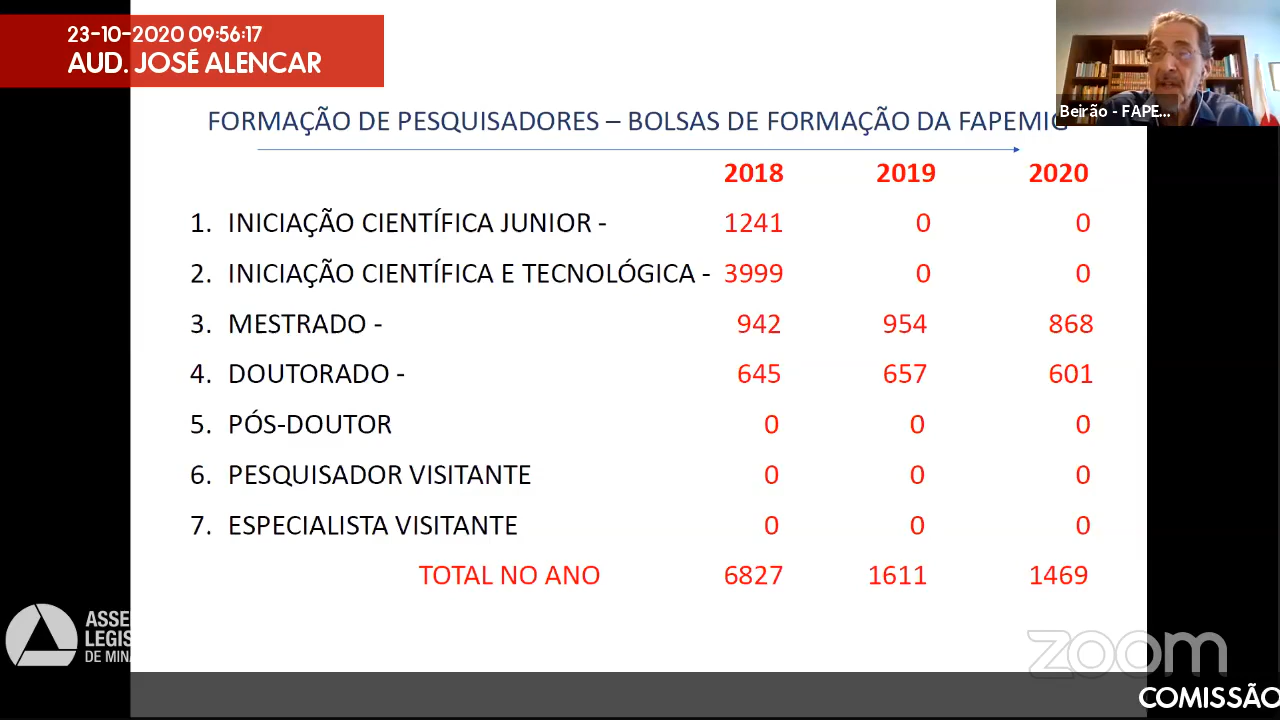 23-10-2020 09:56:17
AUD. JOSÉ ALENCAR
Beirão - FAPE...
FORMAÇÃO DE PESQUISADORES – BOLSAS DE FORMAÇÃO DA FAPEMIG
2018 2019 2020
1. INICIAÇÃO CIENTÍFICA JUNIOR - 1241 0 0
2. INICIAÇÃO CIENTÍFICA E TECNOLÓGICA - 3999 0 0
3. MESTRADO - 942 954 868
4. DOUTORADO - 645 657 601
5. PÓS-DOUTOR 0 0 0
6. PESQUISADOR VISITANTE 0 0 0
7. ESPECIALISTA VISITANTE 0 0 0
TOTAL NO ANO 6827 1611 1469
ASSE
LEGIS
DE MINA
zoom
COMISSÃO